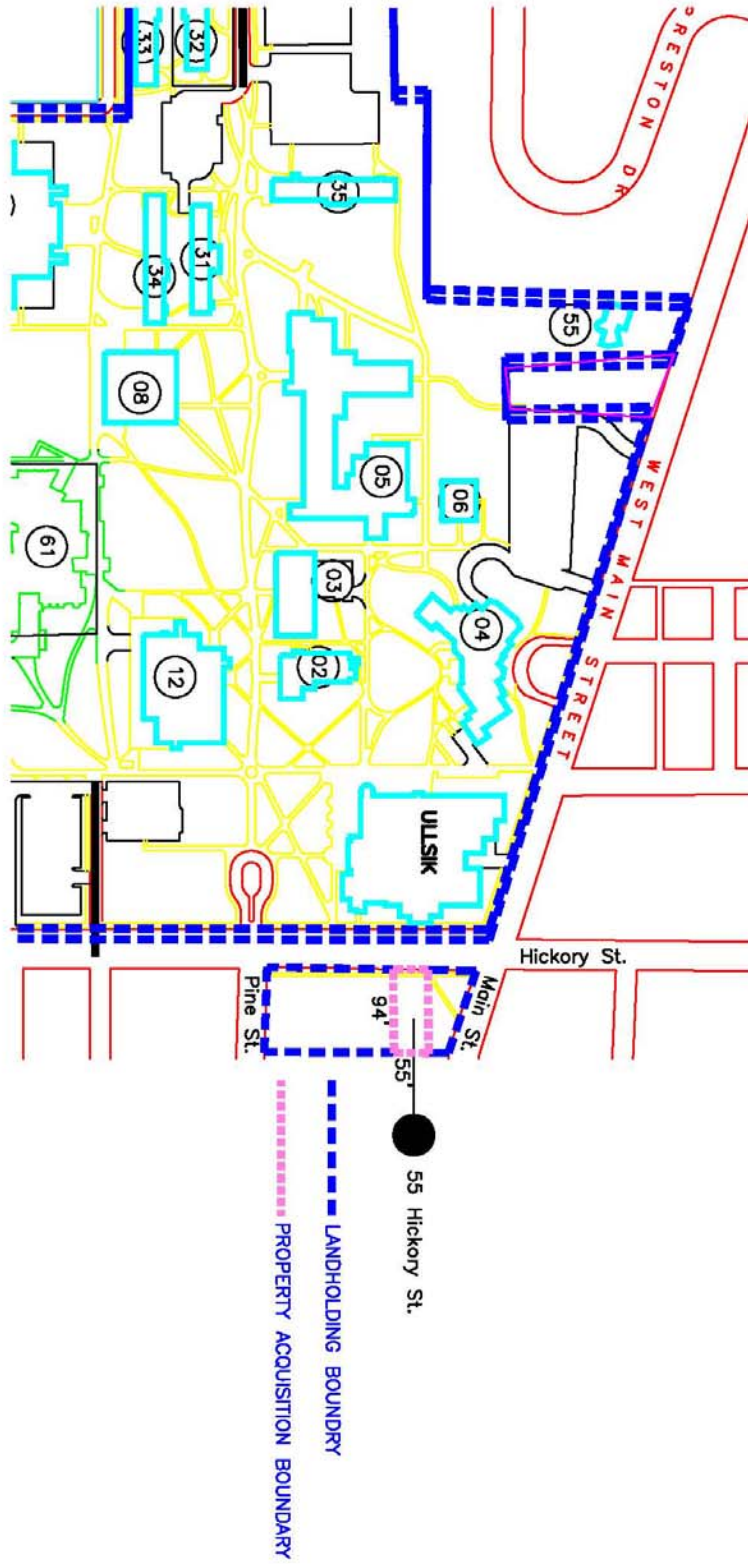 PRESTON DR
WEST MAIN STREET
(33)
(32)
35
(31)
(34)
55
08
05
06
61
03
04
02
12
ULLSIK
Hickory St.
Main St.
Pine St.
94'
55'
55 Hickory St.
LANDHOLDING BOUNDRY
PROPERTY ACQUISITION BOUNDARY